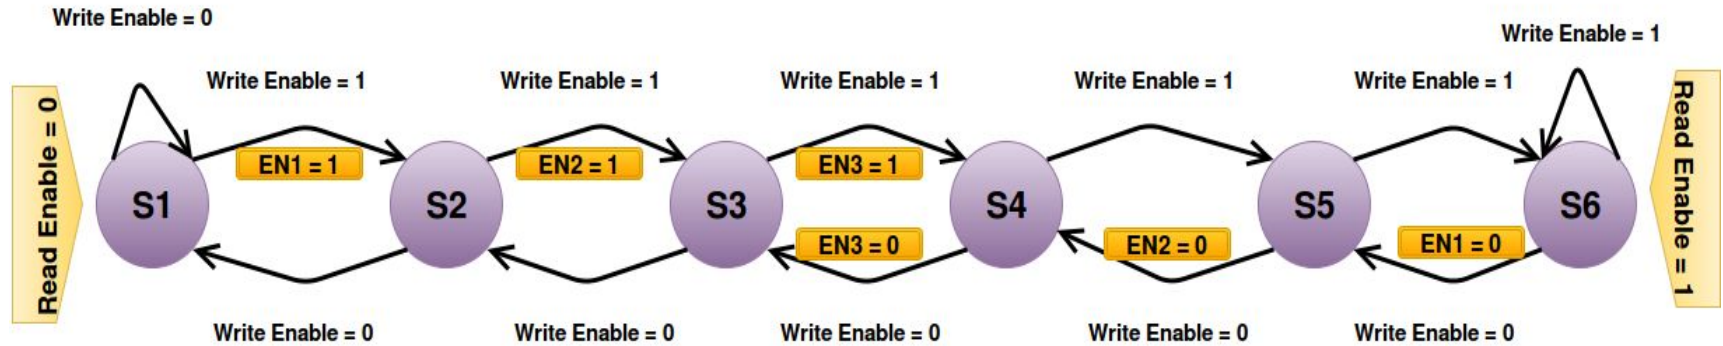 Write Enable = 0
Write Enable = 1
Write Enable = 1
Write Enable = 1
Write Enable = 1
Write Enable = 1
Write Enable = 1
Read Enable = 0
EN1 = 1
EN2 = 1
EN3 = 1
S1
S2
S3
S4
S5
S6
Read Enable = 1
EN3 = 0
EN2 = 0
EN1 = 0
Write Enable = 0
Write Enable = 0
Write Enable = 0
Write Enable = 0
Write Enable = 0